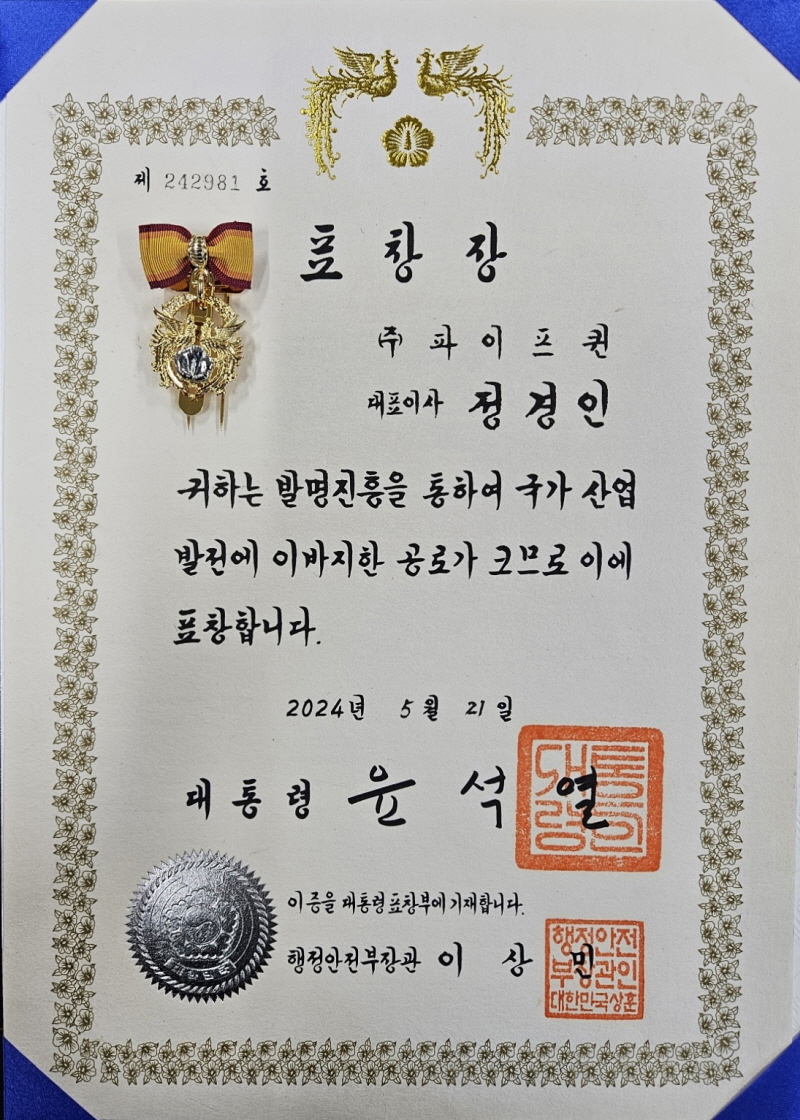 제 242981 호
표창장
(주) 파이프퀸
대표이사 정경인
귀하는 발명진흥을 통하여 국가 산업
발전에 이바지한 공로가 크므로 이에
표창합니다.
2024년 5월 21일
대통령 윤석열
대통령의
이 증을 대통령표창부에 기재합니다.
행정안전부장관 이상민
행정안전
부장관인
대한민국상훈